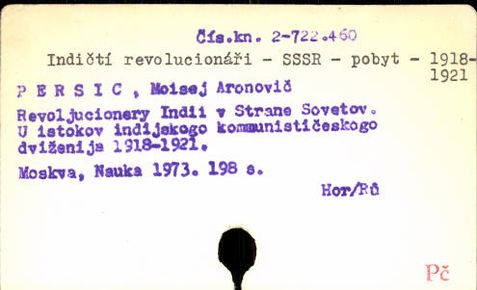 Čís.kn. 2-722.460
Indičtí revolucionáři - SSSR - pobyt - 1918-
1921
P E R S I C , Moisej Aronovič
Revoljucionery Indii v Strane Sovetov.
U istokov indijskogo kommunističeskogo
dviženija 1918-1921.
Moskva, Nauka 1973. 198 s.
Hor/Rů
Pč